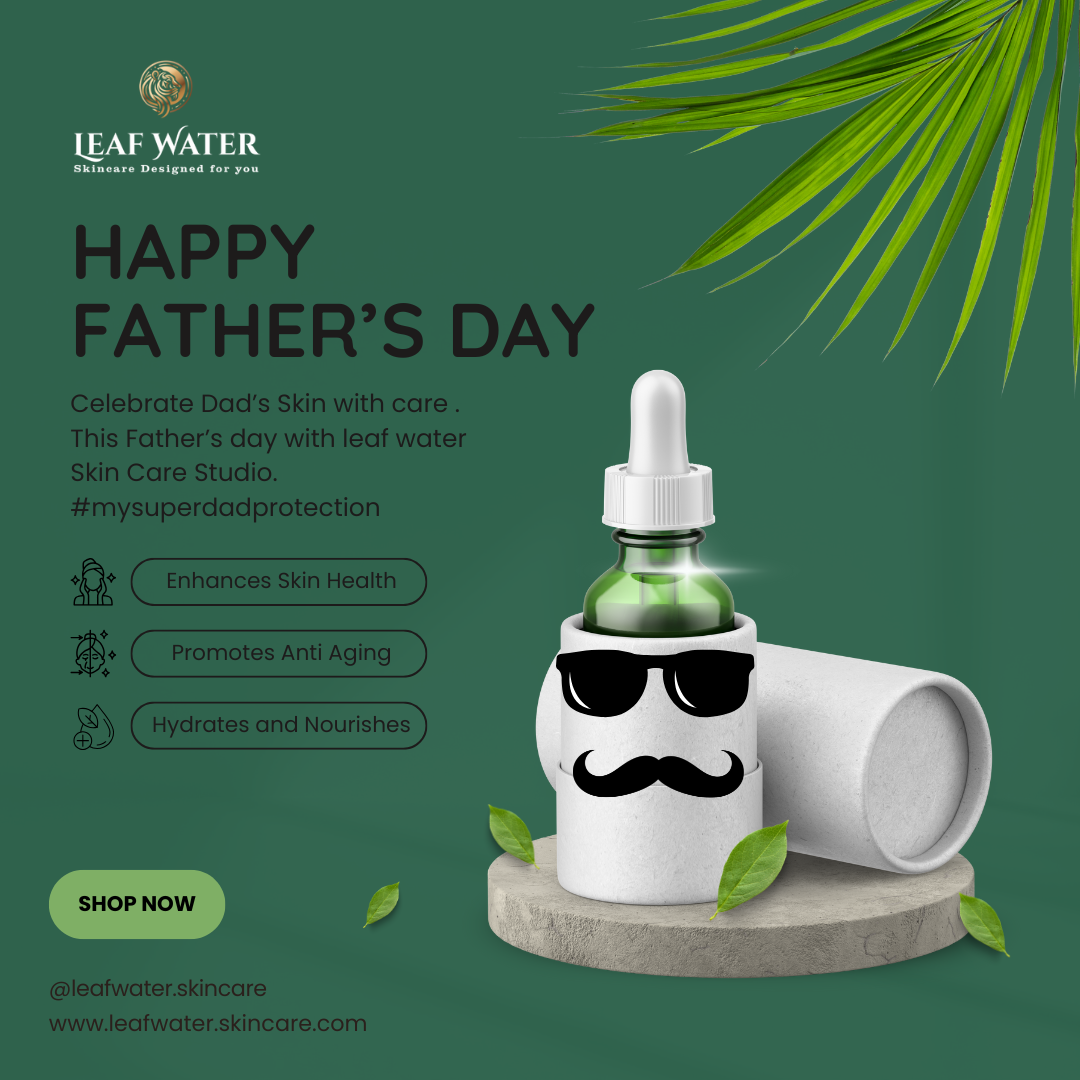 LEAF WATER
Skincare Designed for you
HAPPY
FATHER’S DAY
Celebrate Dad’s Skin with care .
This Father’s day with leaf water
Skin Care Studio.
#mysuperdadprotection
Enhances Skin Health
Promotes Anti Aging
Hydrates and Nourishes
SHOP NOW
@leafwater.skincare
www.leafwater.skincare.com